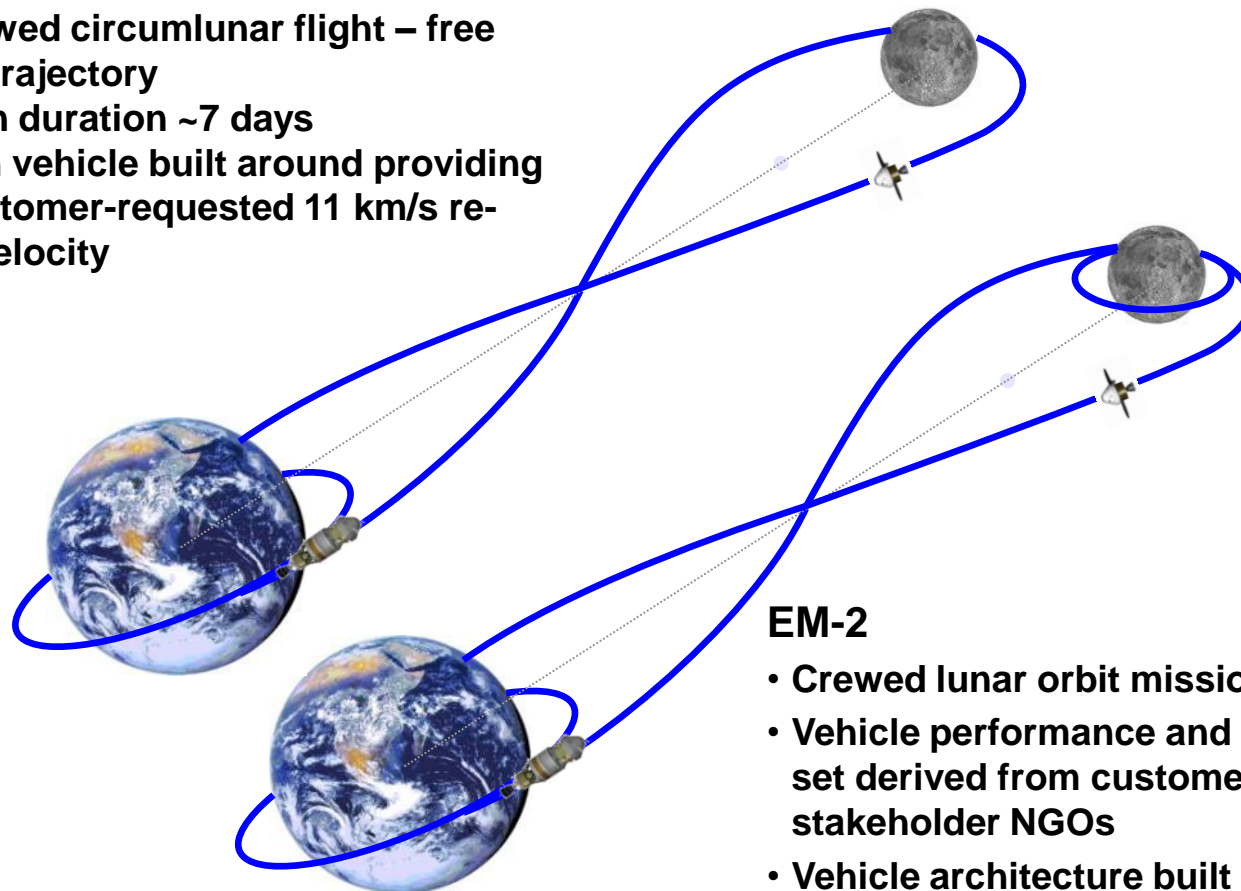 wed circumlunar flight – free
rajectory
n duration ~7 days
n vehicle built around providing
stomer-requested 11 km/s re-
elocity
EM-2
• Crewed lunar orbit missio
• Vehicle performance and
set derived from custome
stakeholder NGOs
• Vehicle architecture built